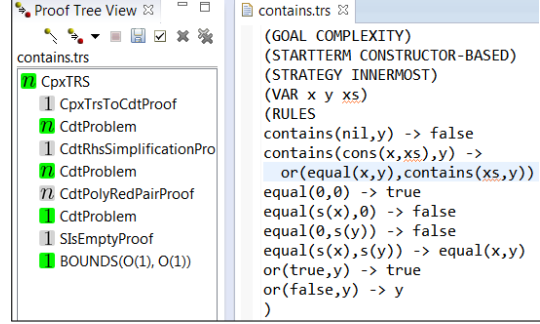 Proof Tree View
contains.trs
n CpxTRS
1 CpxTrsToCdtProof
n CdtProblem
1 CdtRhsSimplificationPro
n CdtProblem
n CdtPolyRedPairProof
1 CdtProblem
1 SIsEmptyProof
1 BOUNDS(O(1), O(1))
contains.trs
(GOAL COMPLEXITY)
(STARTTERM CONSTRUCTOR-BASED)
(STRATEGY INNERMOST)
(VAR x y xs)
(RULES
contains(nil,y) -> false
contains(cons(x,xs),y) ->
or(equal(x,y),contains(xs,y))
equal(0,0) -> true
equal(s(x),0) -> false
equal(0,s(y)) -> false
equal(s(x),s(y)) -> equal(x,y)
or(true,y) -> true
or(false,y) -> y
)